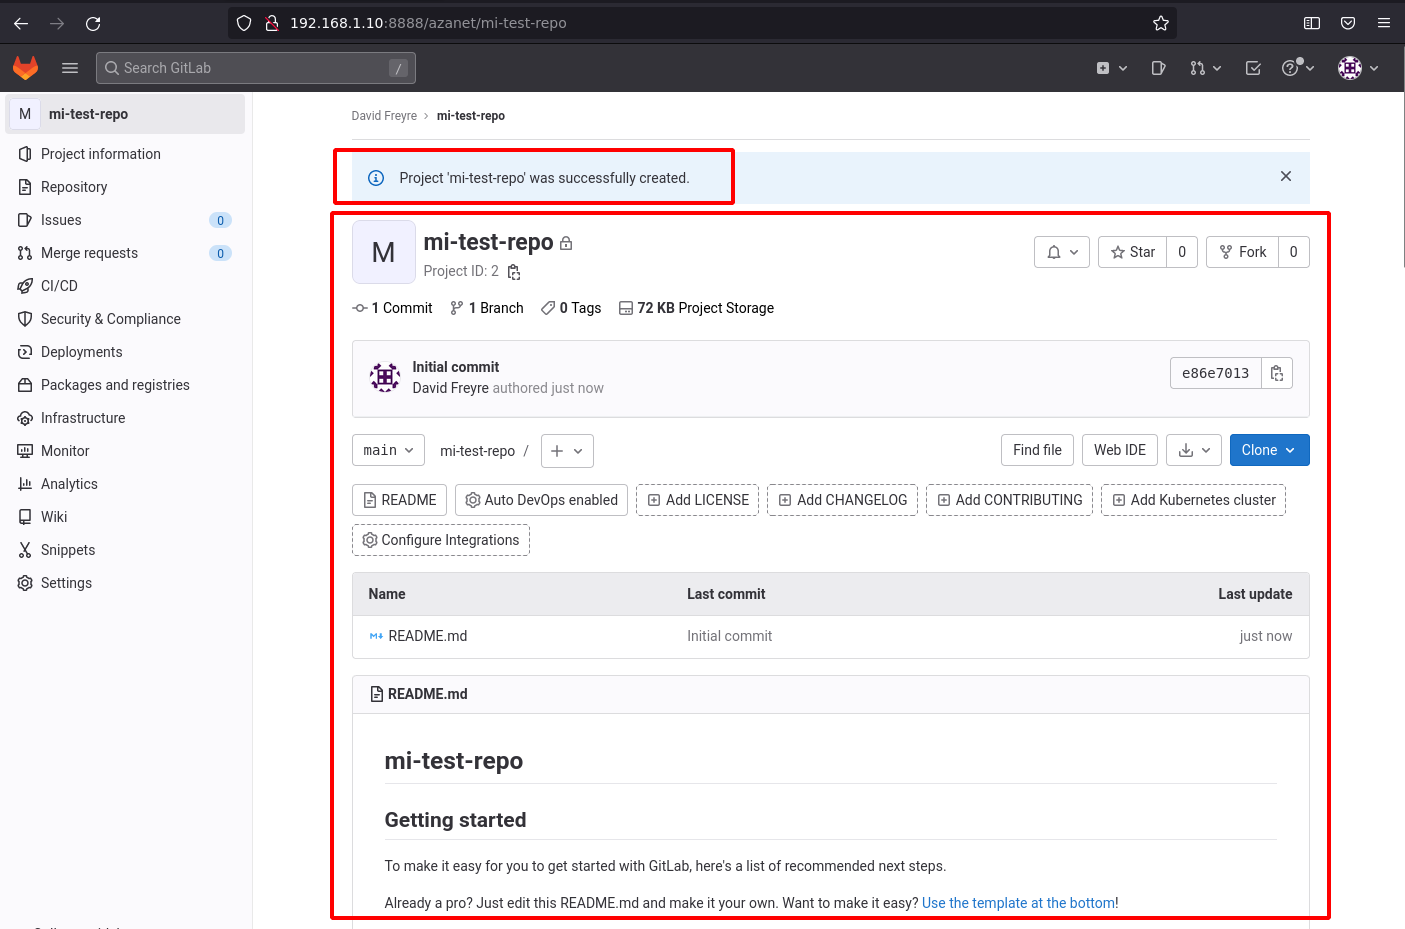 192.168.1.10:8888/azanet/mi-test-repo
Search GitLab /
M mi-test-repo
Project information
Repository
Issues 0
Merge requests 0
CI/CD
Security & Compliance
Deployments
Packages and registries
Infrastructure
Monitor
Analytics
Wiki
Snippets
Settings
David Freyre › mi-test-repo
Project 'mi-test-repo' was successfully created.
M
mi-test-repo
Project ID: 2
Star 0 Fork 0
1 Commit 1 Branch 0 Tags 72 KB Project Storage
Initial commit
David Freyre authored just now
e86e7013
main mi-test-repo / + Find file Web IDE Clone
README Auto DevOps enabled Add LICENSE Add CHANGELOG Add CONTRIBUTING Add Kubernetes cluster
Configure Integrations
Name Last commit Last update
README.md Initial commit just now
README.md
mi-test-repo
Getting started
To make it easy for you to get started with GitLab, here's a list of recommended next steps.
Already a pro? Just edit this README.md and make it your own. Want to make it easy? Use the template at the bottom!